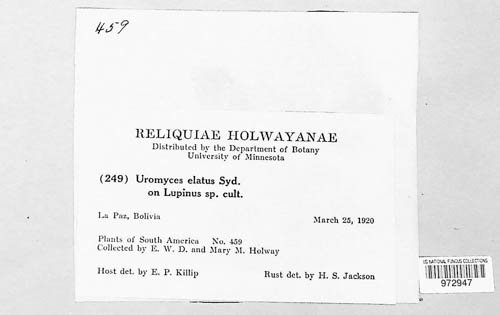 459
RELIQUIAE HOLWAYANAE
Distributed by the Department of Botany
University of Minnesota
(249) Uromyces elatus Syd.
on Lupinus sp. cult.
La Paz, Bolivia March 25, 1920
Plants of South America No. 459
Collected by E. W. D. and Mary M. Holway
Host det. by E. P. Killip Rust det. by H. S. Jackson
US NATIONAL FUNGUS COLLECTIONS
972947